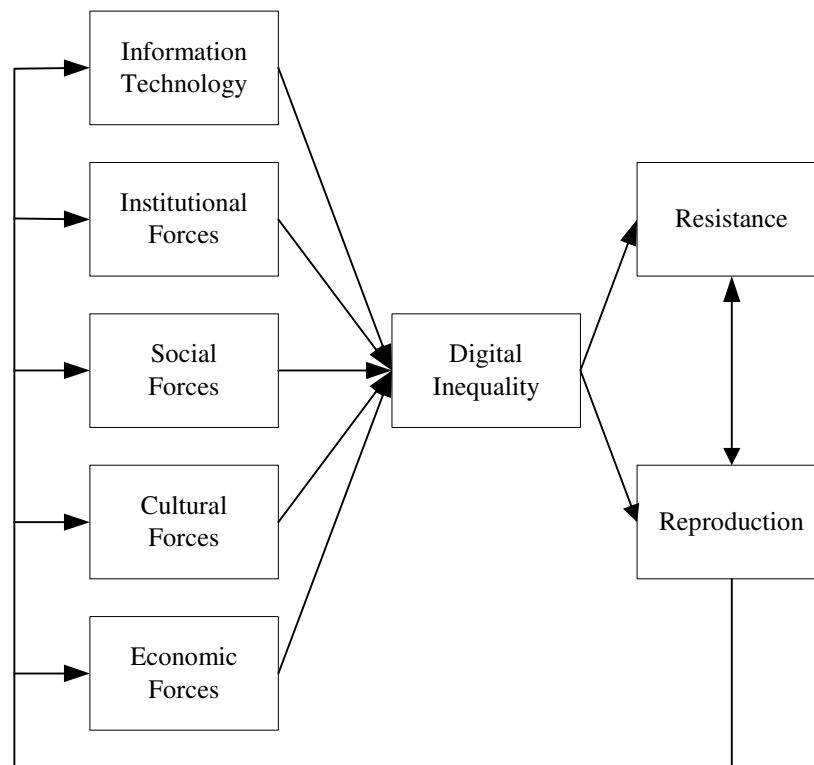 Information
Technology
Institutional
Forces
Social
Forces
Cultural
Forces
Economic
Forces
Digital
Inequality
Resistance
Reproduction